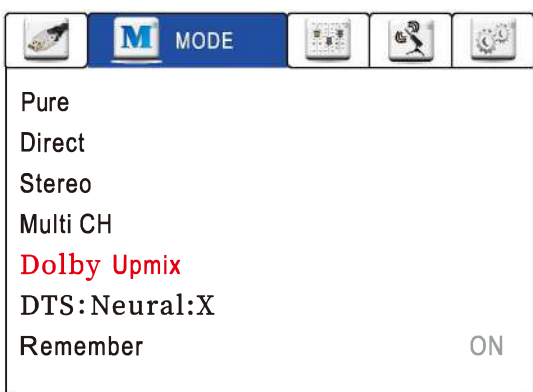 M MODE
Pure
Direct
Stereo
Multi CH
Dolby Upmix
DTS:Neural:X
Remember ON